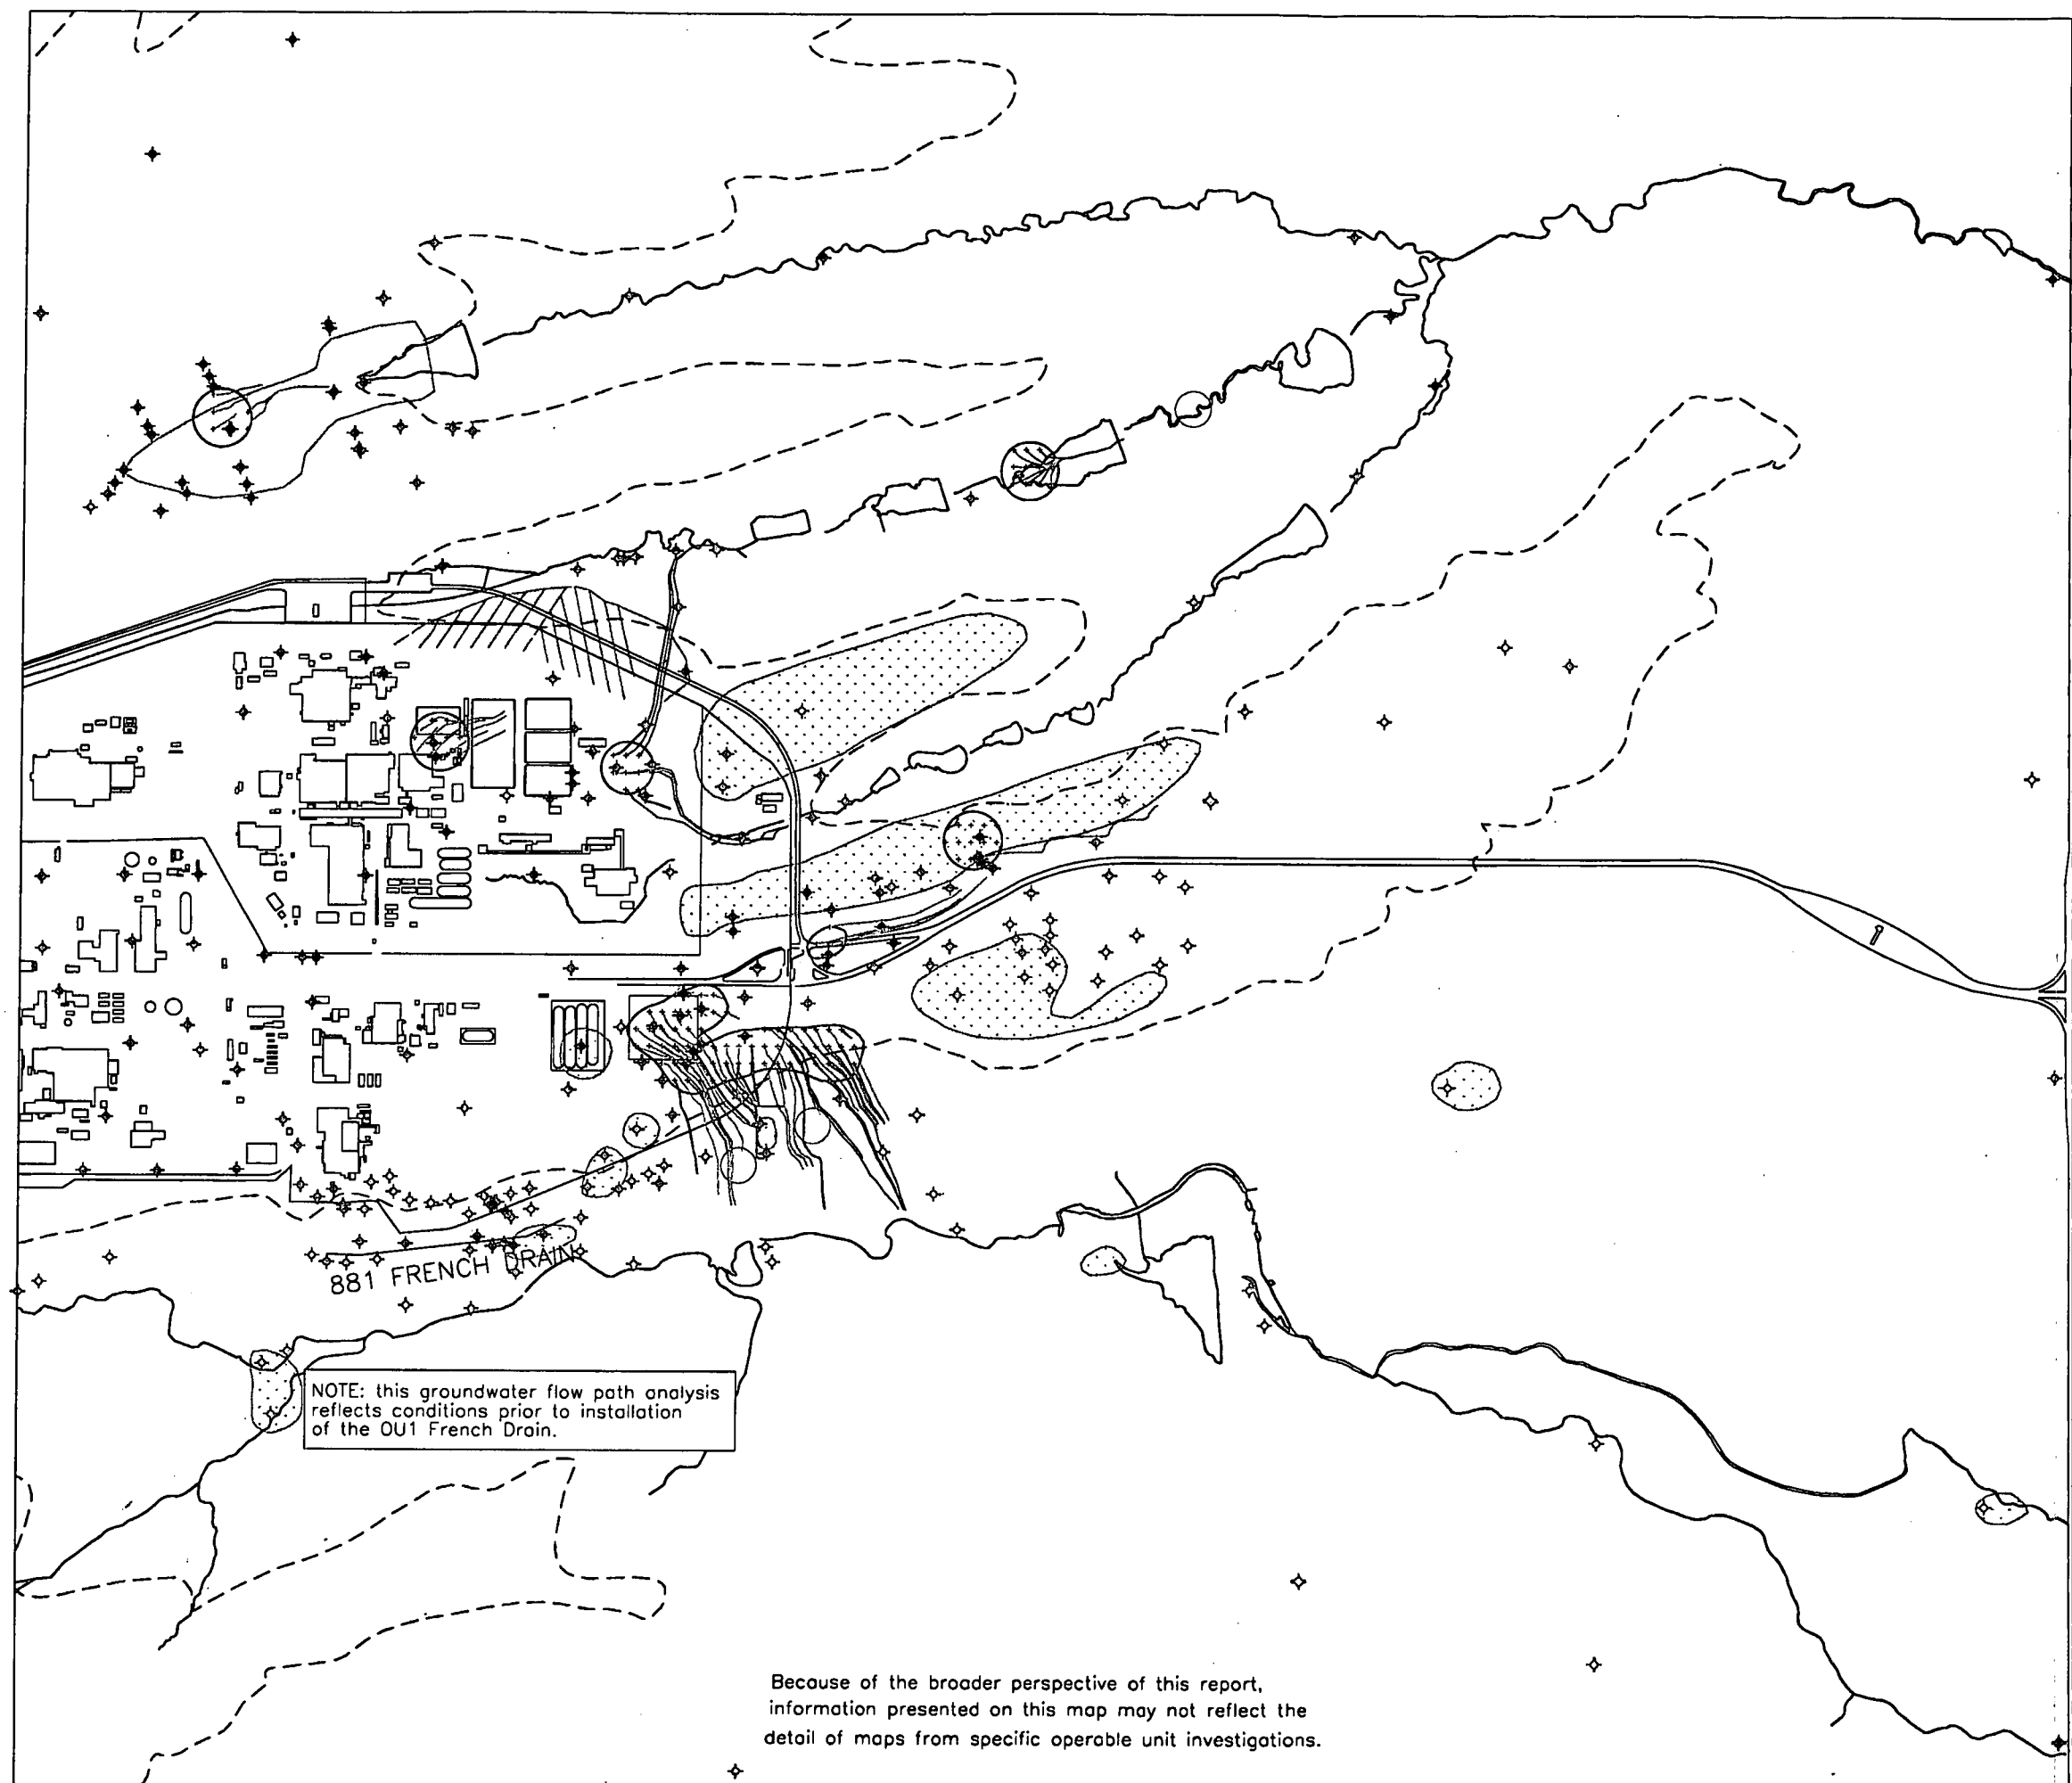 881 FRENCH DRAIN
NOTE: this groundwater flow path analysis
reflects conditions prior to installation
of the OU1 French Drain.
Because of the broader perspective of this report,
information presented on this map may not reflect the
detail of maps from specific operable unit investigations.